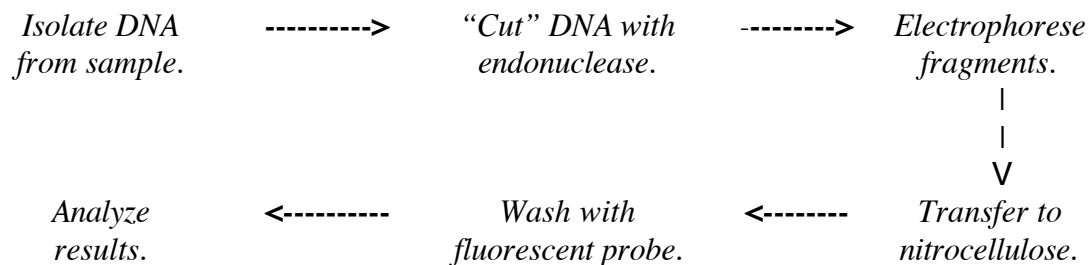 Isolate DNA ----------> “Cut” DNA with ---------> Electrophorese
from sample. endonuclease. fragments.
|
|
V
Analyze <---------- Wash with <-------- Transfer to
results. fluorescent probe. nitrocellulose.